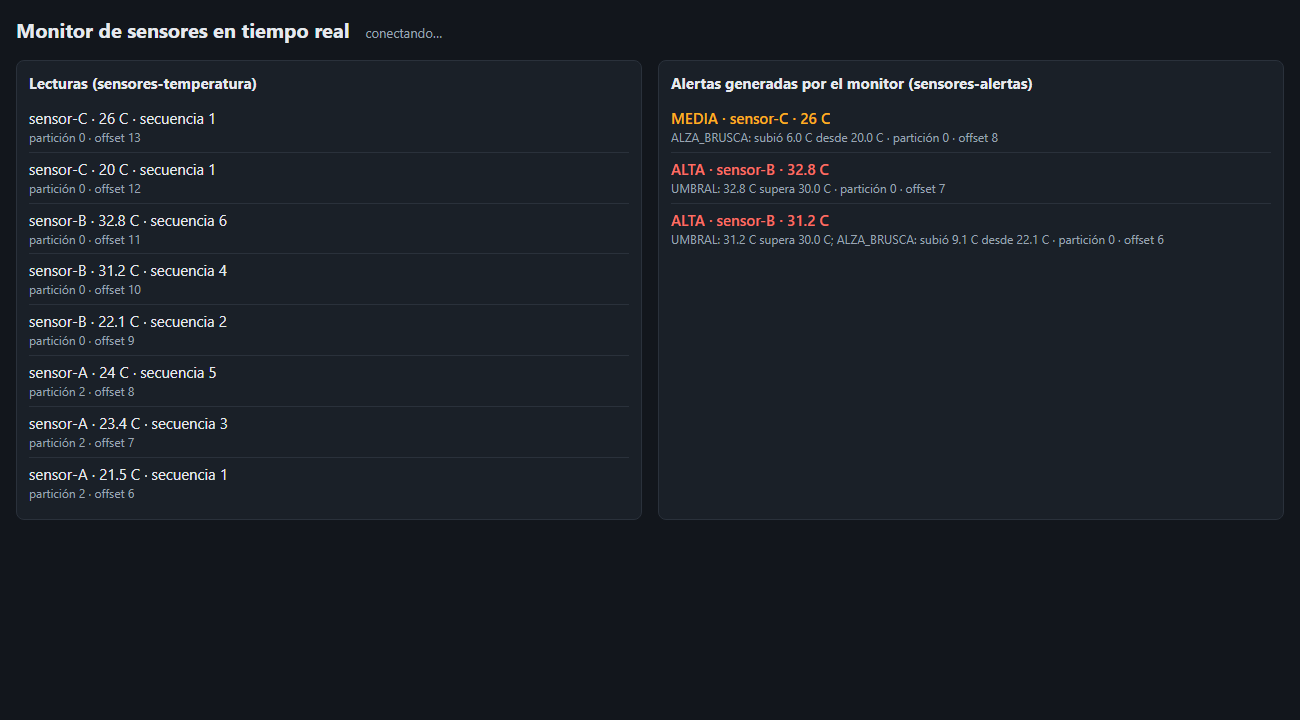 Monitor de sensores en tiempo real conectando...
Lecturas (sensores-temperatura)
sensor-C · 26 C · secuencia 1
partición 0 · offset 13
sensor-C · 20 C · secuencia 1
partición 0 · offset 12
sensor-B · 32.8 C · secuencia 6
partición 0 · offset 11
sensor-B · 31.2 C · secuencia 4
partición 0 · offset 10
sensor-B · 22.1 C · secuencia 2
partición 0 · offset 9
sensor-A · 24 C · secuencia 5
partición 2 · offset 8
sensor-A · 23.4 C · secuencia 3
partición 2 · offset 7
sensor-A · 21.5 C · secuencia 1
partición 2 · offset 6
Alertas generadas por el monitor (sensores-alertas)
MEDIA · sensor-C · 26 C
ALZA_BRUSCA: subió 6.0 C desde 20.0 C · partición 0 · offset 8
ALTA · sensor-B · 32.8 C
UMBRAL: 32.8 C supera 30.0 C · partición 0 · offset 7
ALTA · sensor-B · 31.2 C
UMBRAL: 31.2 C supera 30.0 C; ALZA_BRUSCA: subió 9.1 C desde 22.1 C · partición 0 · offset 6